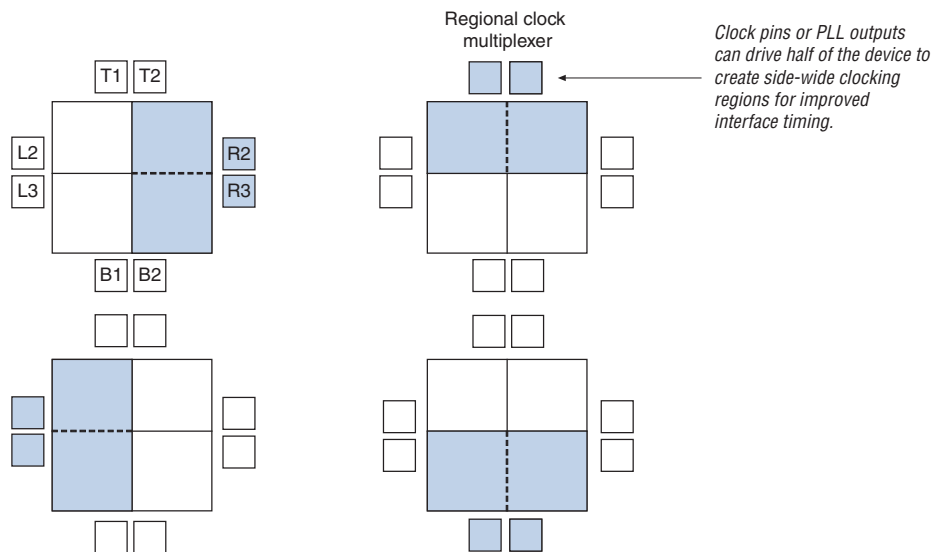 Regional clock
multiplexer
Clock pins or PLL outputs
can drive half of the device to
create side-wide clocking
regions for improved
interface timing.
T1 T2
L2
R2
L3
R3
B1 B2